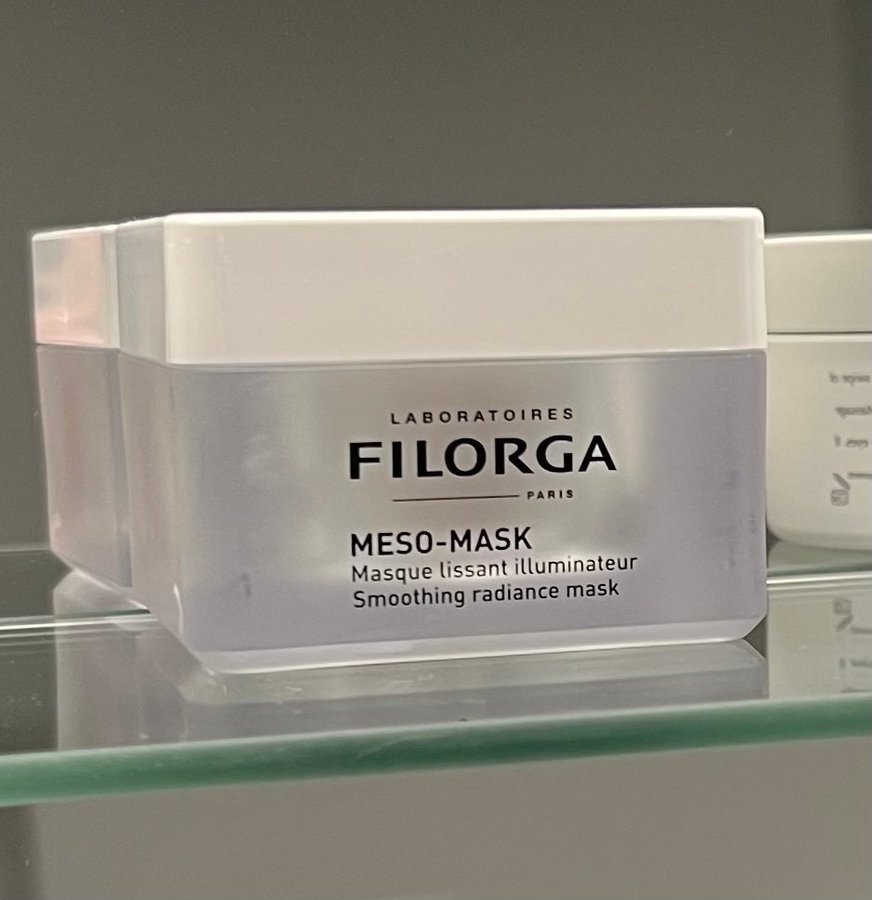 LABORATOIRES
FILORGA
PARIS
MESO-MASK
Masque lissant illuminateur
Smoothing radiance mask